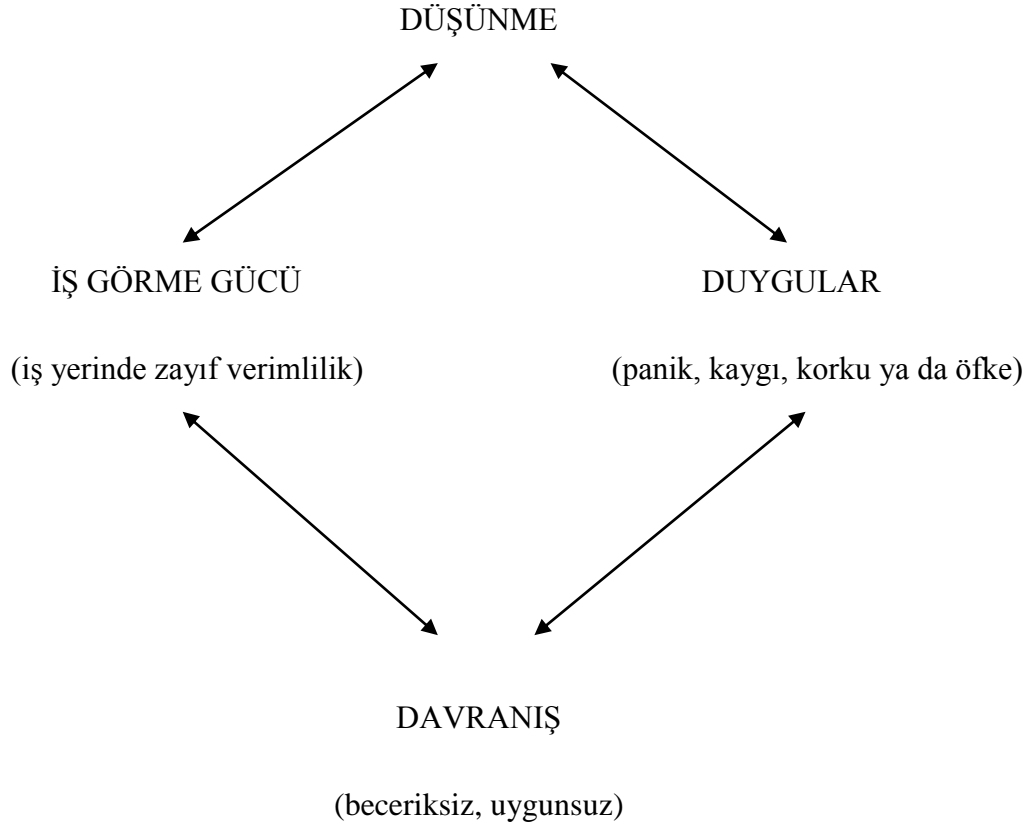 DÜŞÜNME
İŞ GÖRME GÜCÜ
DUYGULAR
(iş yerinde zayıf verimlilik)
(panik, kaygı, korku ya da öfke)
DAVRANIŞ
(beceriksiz, uygunsuz)